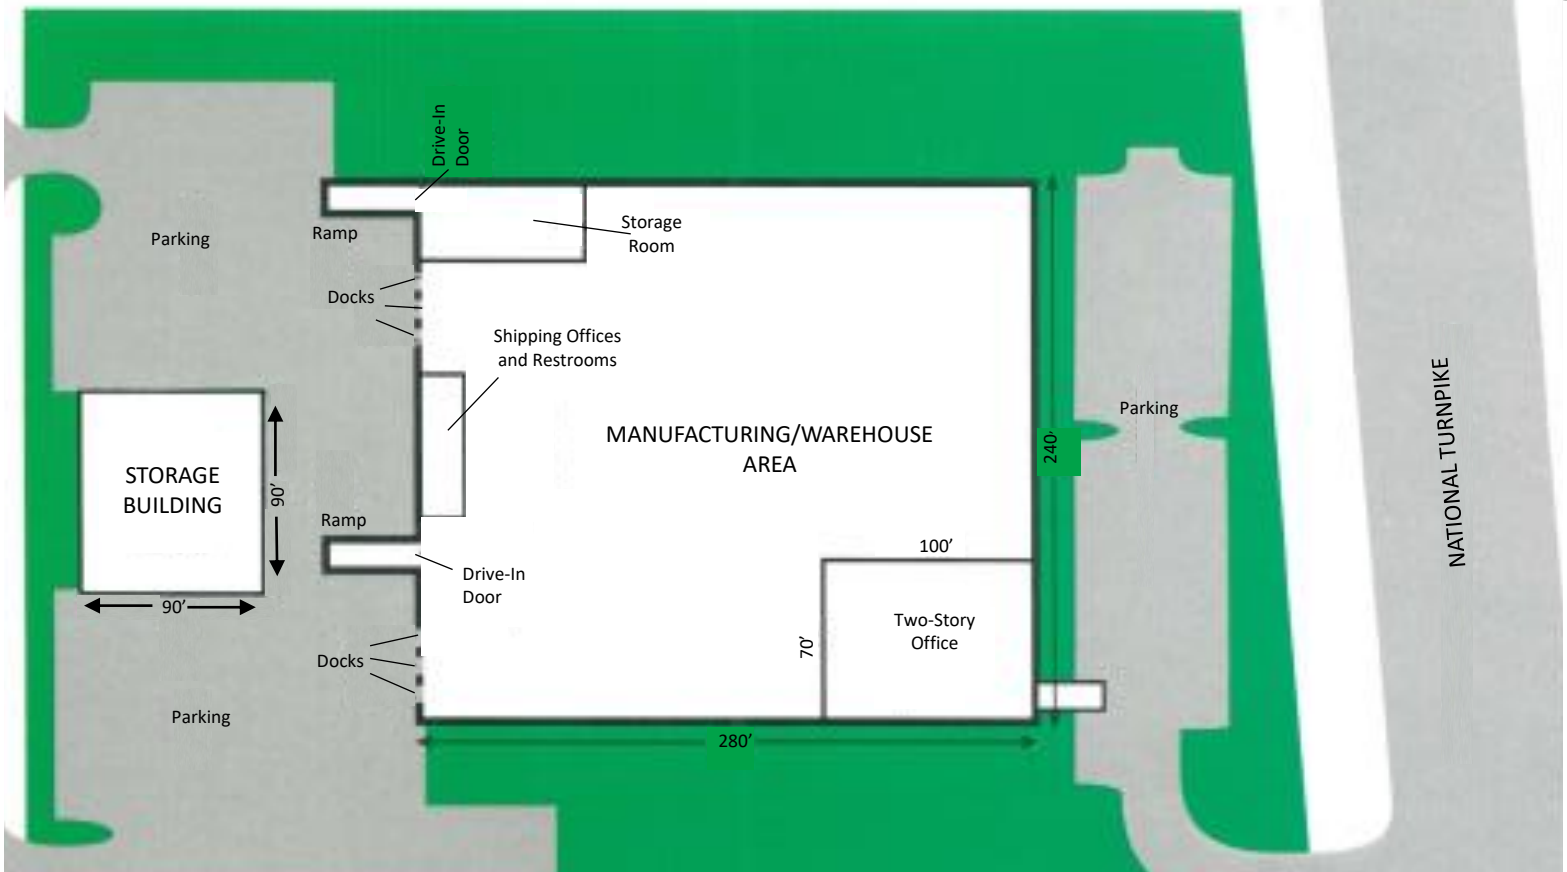 Drive-In
Door
Storage
Room
Parking
Ramp
Docks
Shipping Offices
and Restrooms
Parking
MANUFACTURING/WAREHOUSE
AREA
240'
NATIONAL TURNPIKE
STORAGE
BUILDING
90'
90'
Ramp
100'
Drive-In
Door
Two-Story
Office
70'
Docks
Parking
280'